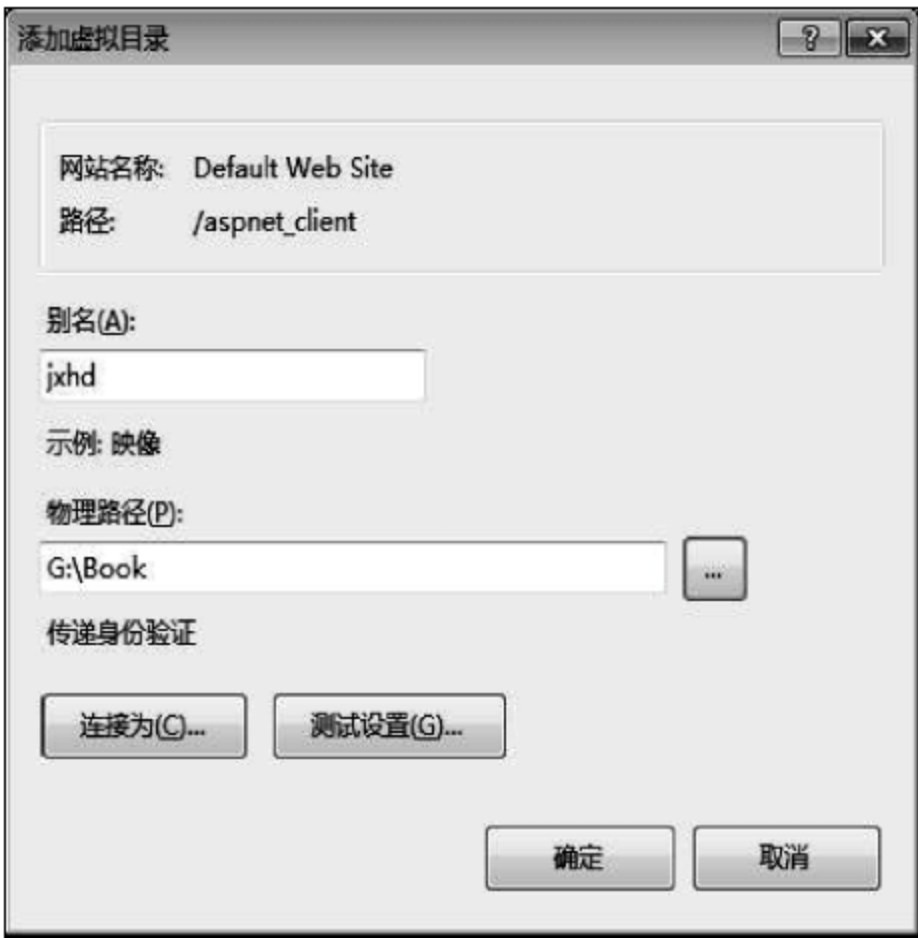 添加虚拟目录
?
网站名称: Default Web Site
路径: /aspnet_client
别名(A):
jxhd
示例: 映像
物理路径(P):
G:\Book
...
传递身份验证
连接为(C)... 测试设置(G)...
确定 取消